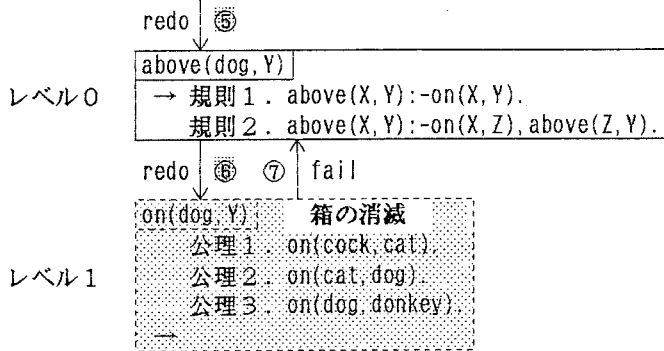 redo ⑤
above(dog,Y)
レベル0
→ 規則1. above(X,Y):-on(X,Y).
規則2. above(X,Y):-on(X,Z),above(Z,Y).
redo ⑥ ⑦ fail
on(dog,Y) 箱の消滅
公理1. on(cock,cat).
レベル1
公理2. on(cat,dog).
公理3. on(dog,donkey).
→